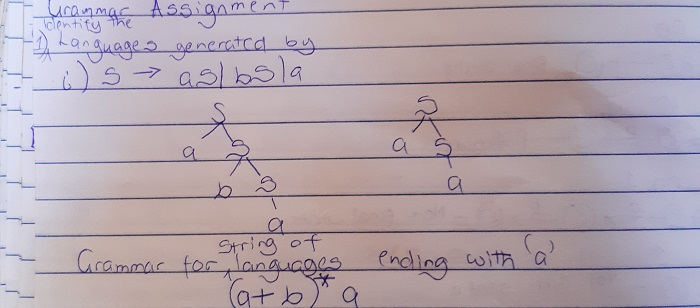 Grammar Assignment
Identify the
1) Languages generated by
i) S → aS|bS|a
S S
a S a S
b S a
a
String of
Grammar for languages ending with 'a'
(a+b)* a